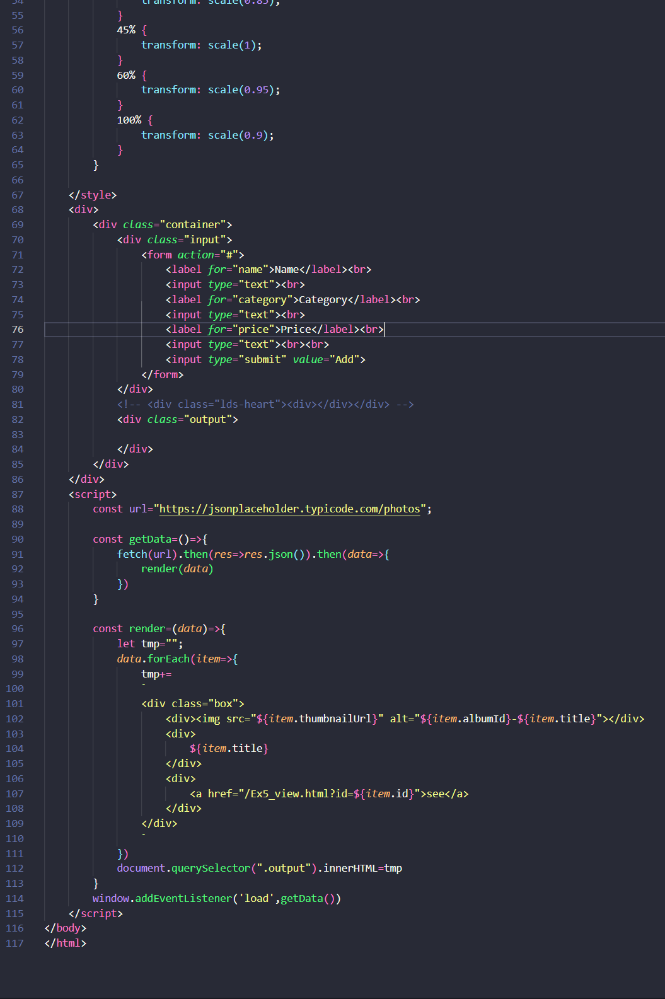 54                    transform: scale(0.85);
55                }
56                45% {
57                    transform: scale(1);
58                }
59                60% {
60                    transform: scale(0.95);
61                }
62                100% {
63                    transform: scale(0.9);
64                }
65            }
66
67        </style>
68        <div>
69            <div class="container">
70                <div class="input">
71                    <form action="#">
72                        <label for="name">Name</label><br>
73                        <input type="text"><br>
74                        <label for="category">Category</label><br>
75                        <input type="text"><br>
76                        <label for="price">Price</label><br>
77                        <input type="text"><br><br>
78                        <input type="submit" value="Add">
79                    </form>
80                </div>
81                <!-- <div class="lds-heart"><div></div></div> -->
82                <div class="output">
83
84                </div>
85            </div>
86        </div>
87        <script>
88            const url="https://jsonplaceholder.typicode.com/photos";
89
90            const getData=()=>{
91                fetch(url).then(res=>res.json()).then(data=>{
92                    render(data)
93                })
94            }
95
96            const render=(data)=>{
97                let tmp="";
98                data.forEach(item=>{
99                    tmp+=
100                    `
101                    <div class="box">
102                        <div><img src="${item.thumbnailUrl}" alt="${item.albumId}-${item.title}"></div>
103                        <div>
104                            ${item.title}
105                        </div>
106                        <div>
107                            <a href="/Ex5_view.html?id=${item.id}">see</a>
108                        </div>
109                    </div>
110                    `
111                })
112                document.querySelector(".output").innerHTML=tmp
113            }
114            window.addEventListener('load',getData())
115        </script>
116    </body>
117    </html>